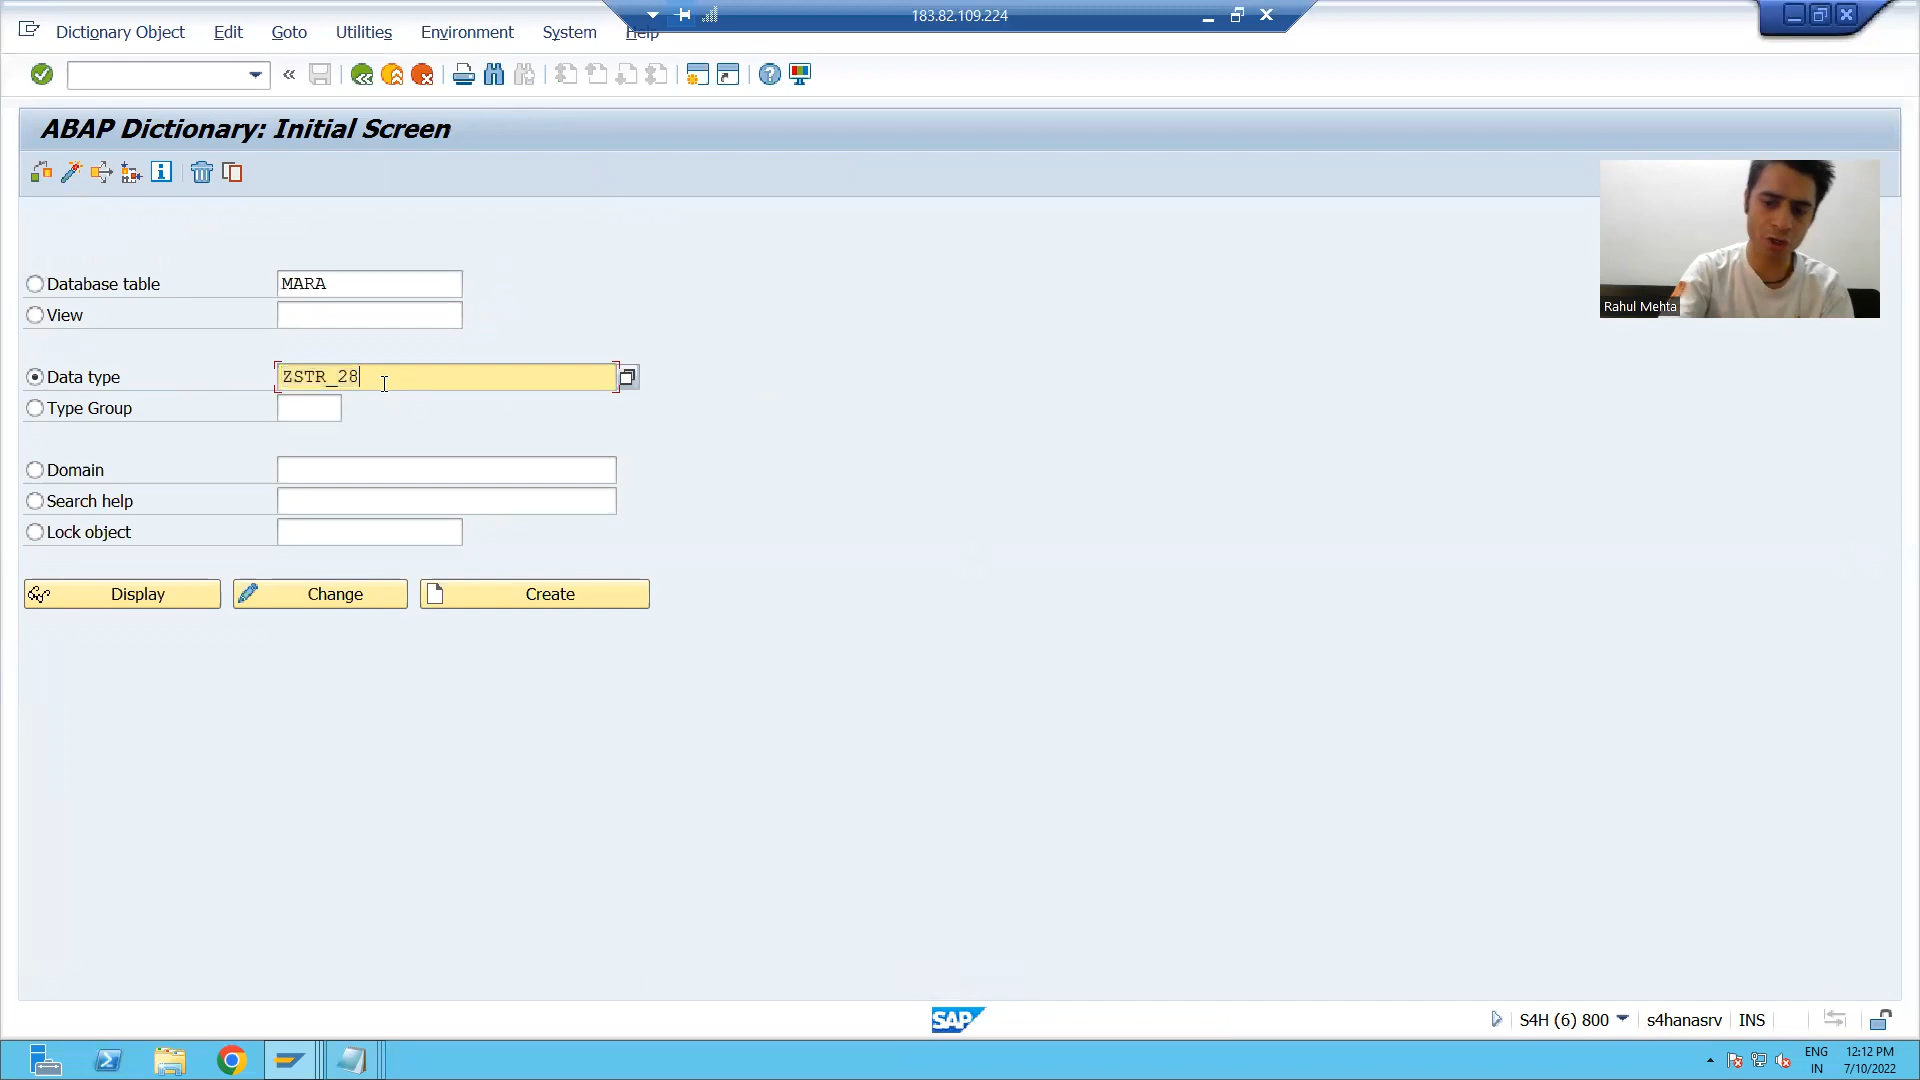 183.82.109.224
Dictionary Object Edit Goto Utilities Environment System Help
ABAP Dictionary: Initial Screen
Rahul Mehta
Database table MARA
View
Data type ZSTR_28
Type Group
Domain
Search help
Lock object
Display Change Create
SAP
S4H (6) 800 s4hanasrv INS
ENG 12:12 PM
IN 7/10/2022